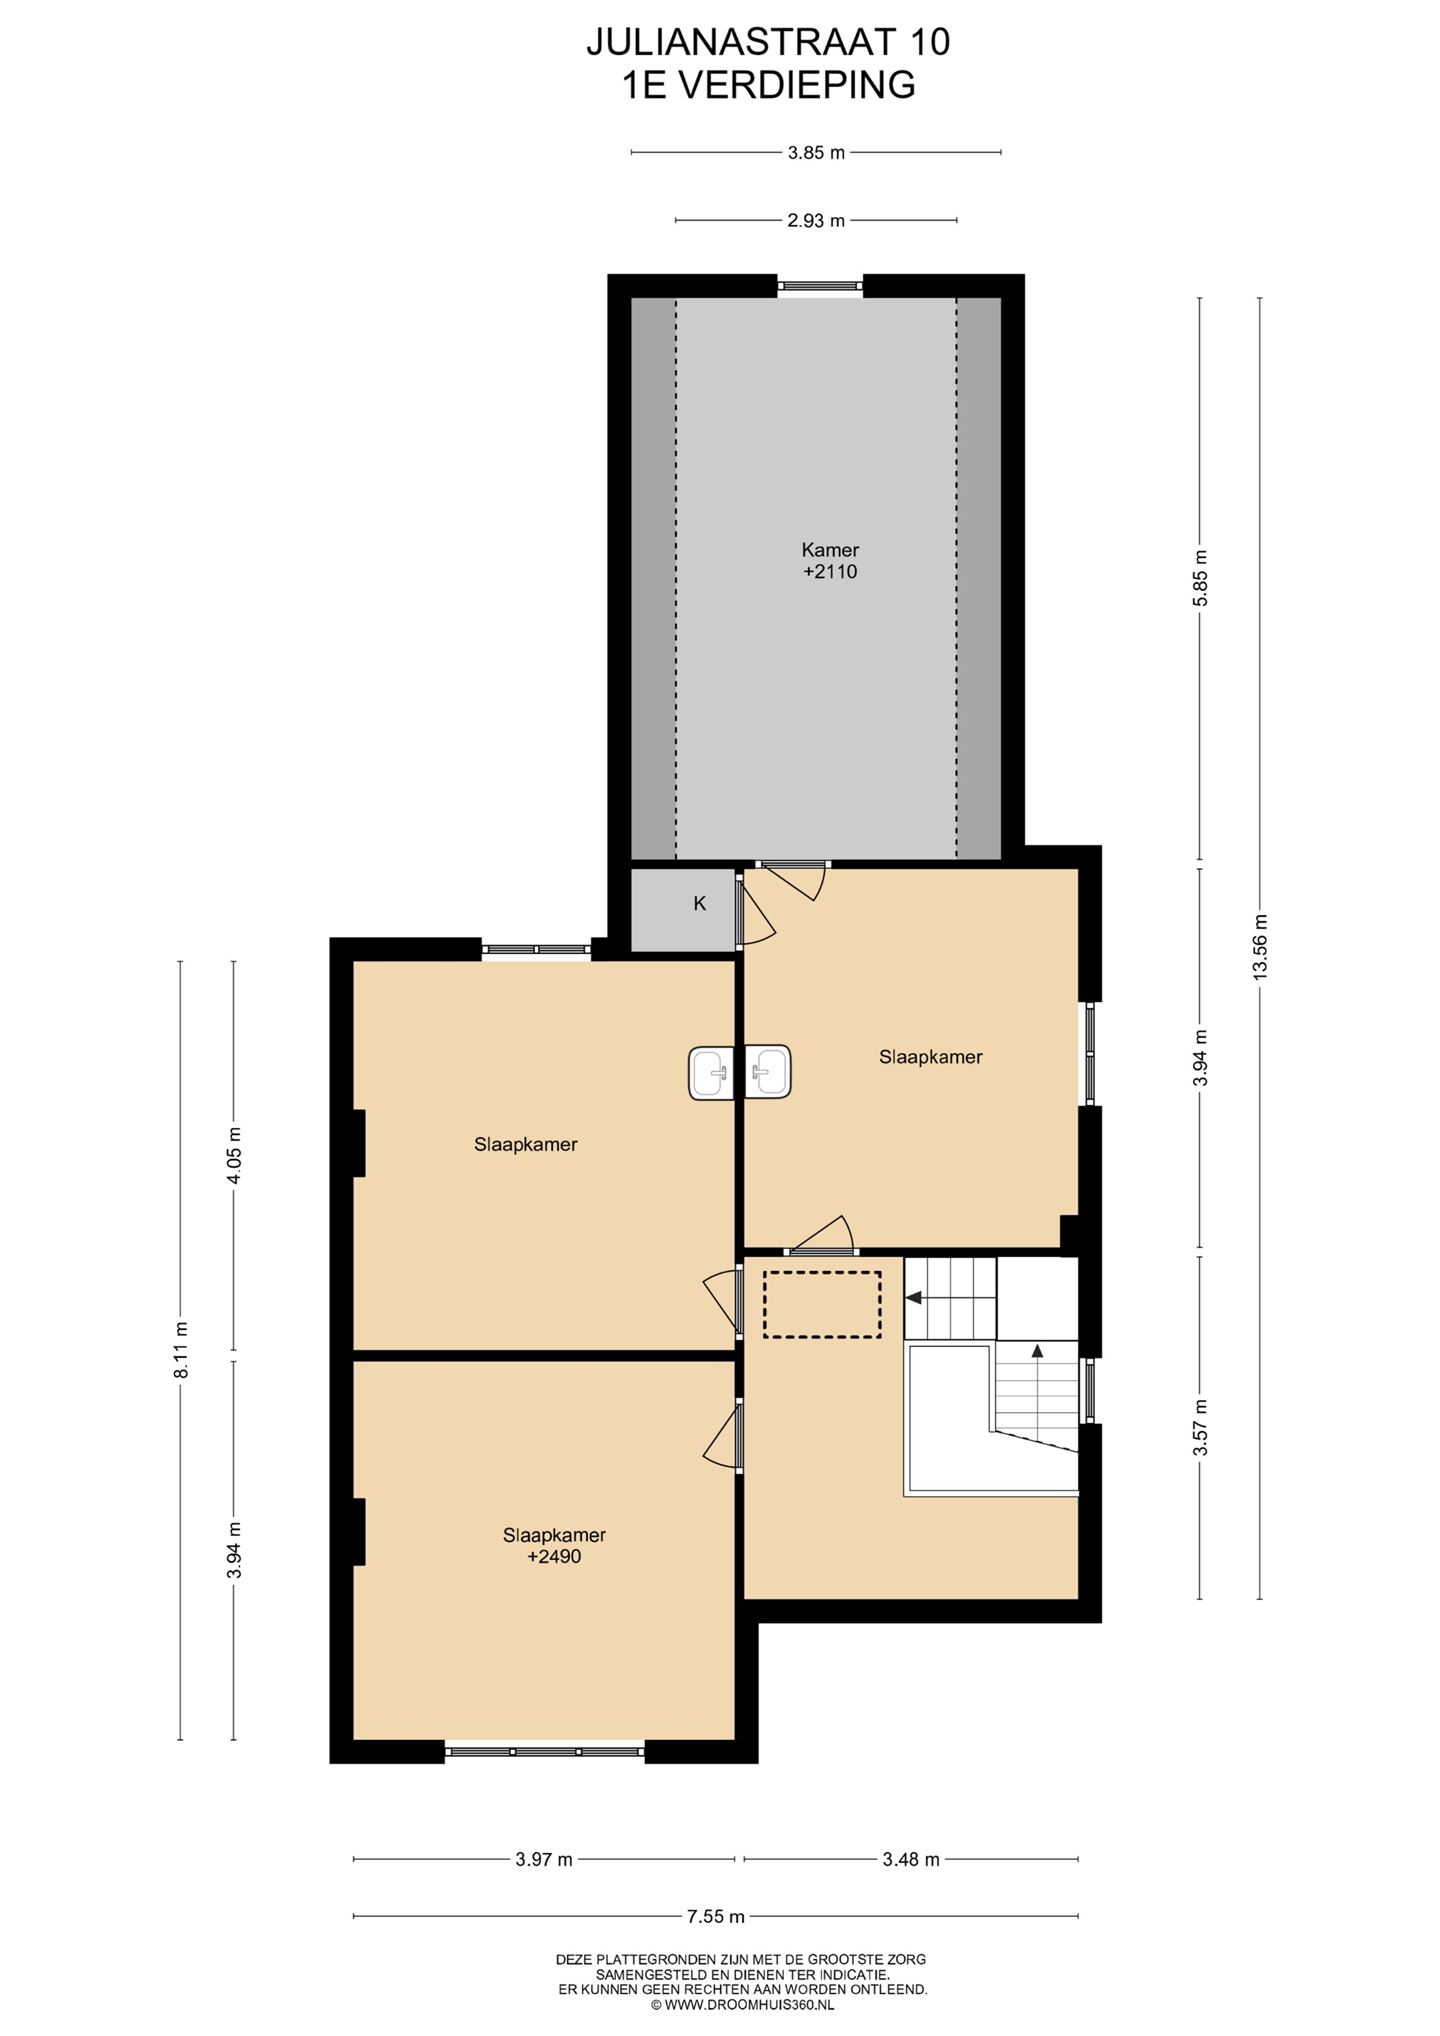 JULIANASTRAAT 10
1E VERDIEPING
3.85 m
2.93 m
Kamer
+2110
5.85 m
K
13.56 m
Slaapkamer
3.94 m
4.05 m
Slaapkamer
8.11 m
3.57 m
Slaapkamer
+2490
3.94 m
3.97 m
3.48 m
7.55 m
DEZE PLATTEGRONDEN ZIJN MET DE GROOTSTE ZORG
SAMENGESTELD EN DIENEN TER INDICATIE.
ER KUNNEN GEEN RECHTEN AAN WORDEN ONTLEEND.
© WWW.DROOMHUIS360.NL